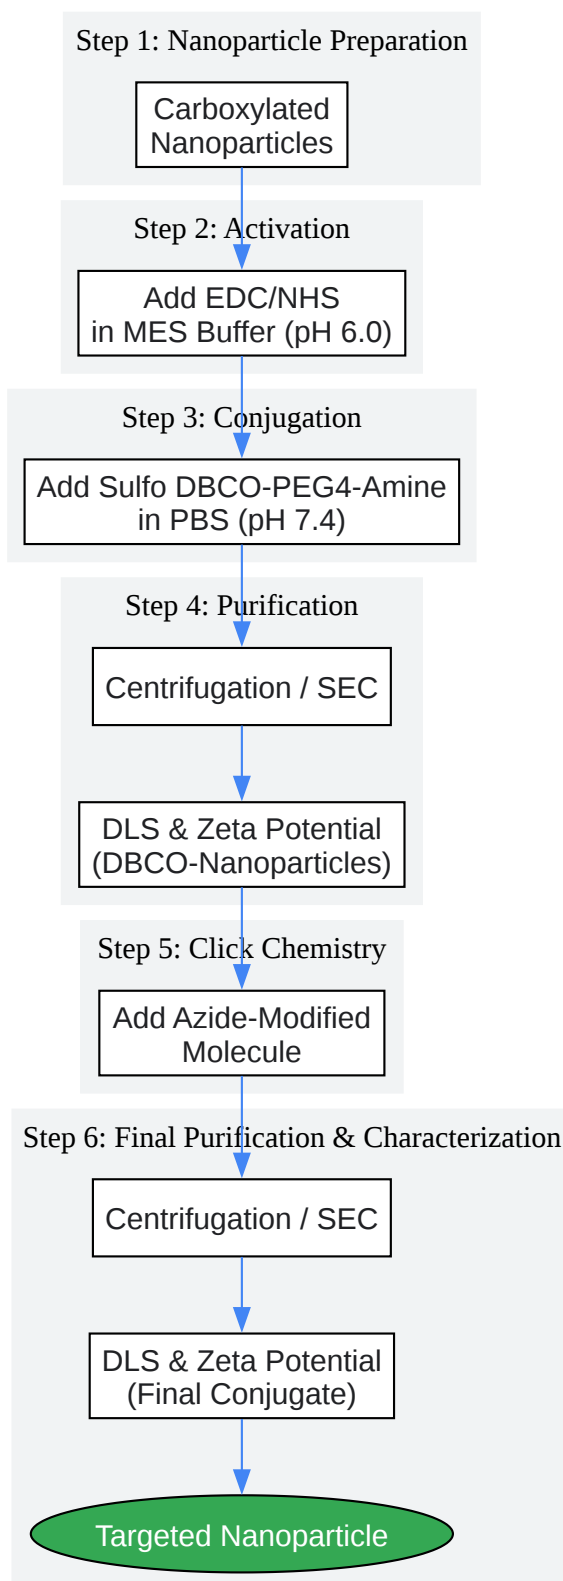 Step 1: Nanoparticle Preparation
Carboxylated
Nanoparticles
Step 2: Activation
Add EDC/NHS
in MES Buffer (pH 6.0)
Step 3: Conjugation
Add Sulfo DBCO-PEG4-Amine
in PBS (pH 7.4)
Step 4: Purification
Centrifugation / SEC
DLS & Zeta Potential
(DBCO-Nanoparticles)
Step 5: Click Chemistry
Add Azide-Modified
Molecule
Step 6: Final Purification & Characterization
Centrifugation / SEC
DLS & Zeta Potential
(Final Conjugate)
Targeted Nanoparticle